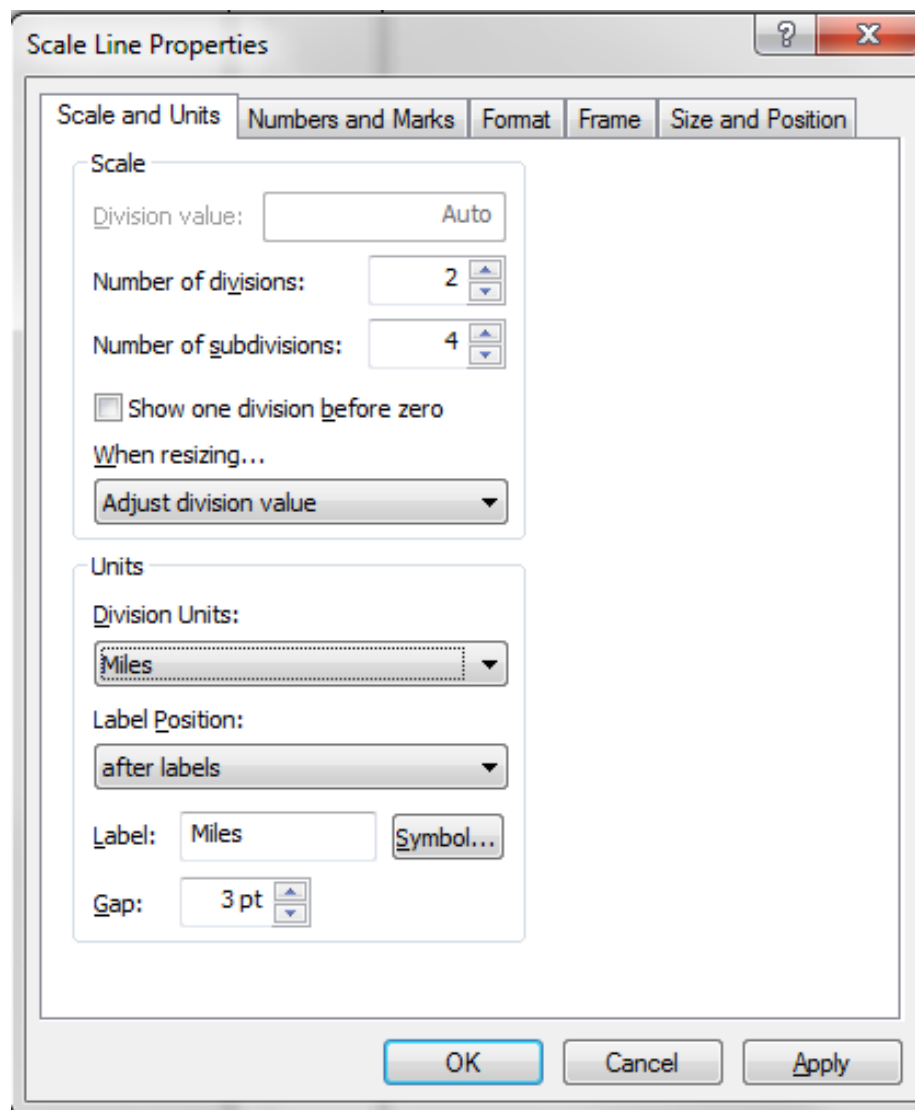 Scale Line Properties
?
Scale and Units Numbers and Marks Format Frame Size and Position
Scale
Division value: Auto
Number of divisions: 2
Number of subdivisions: 4
Show one division before zero
When resizing...
Adjust division value
Units
Division Units:
Miles
Label Position:
after labels
Label: Miles Symbol...
Gap: 3 pt
OK Cancel Apply